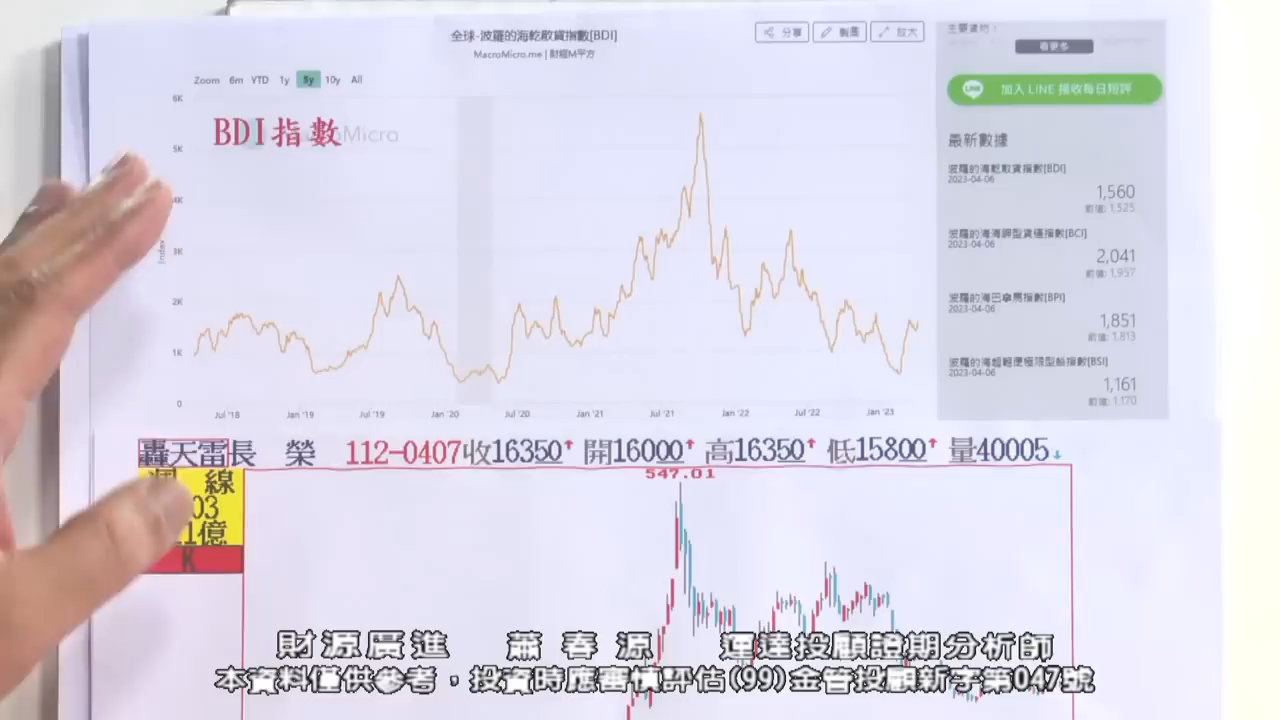 全球-波羅的海乾散貨指數[BDI]
MacroMicro.me | 財經M平方
分享
放大
Zoom 6m YTD 1y 5y 10y All
BDI指數
Micro
6K
5K
4K
3K
2K
1K
0
Index
Jul '18 Jan '19 Jul '19 Jan '20 Jul '20 Jan '21 Jul '21 Jan '22 Jul '22 Jan '23
看更多
加入 LINE 接收每日短評
最新數據
波羅的海乾散貨指數[BDI]
2023-04-06
1,560
前值: 1,525
波羅的海海岬型貨運指數[BCI]
2023-04-06
2,041
前值: 1,957
波羅的海巴拿馬指數[BPI]
2023-04-06
1,851
前值: 1,813
波羅的海超輕便極限型船指數[BSI]
2023-04-06
1,161
前值: 1,170
轟天雷長 榮 112-0407收16350↑ 開16000↑ 高16350↑ 低15800↑ 量40005↓
線
03
1億
K
547.01
財源廣進 蕭春源 運達投顧證期分析師
本資料僅供參考，投資時應審慎評估(99)金管投顧新字第047號